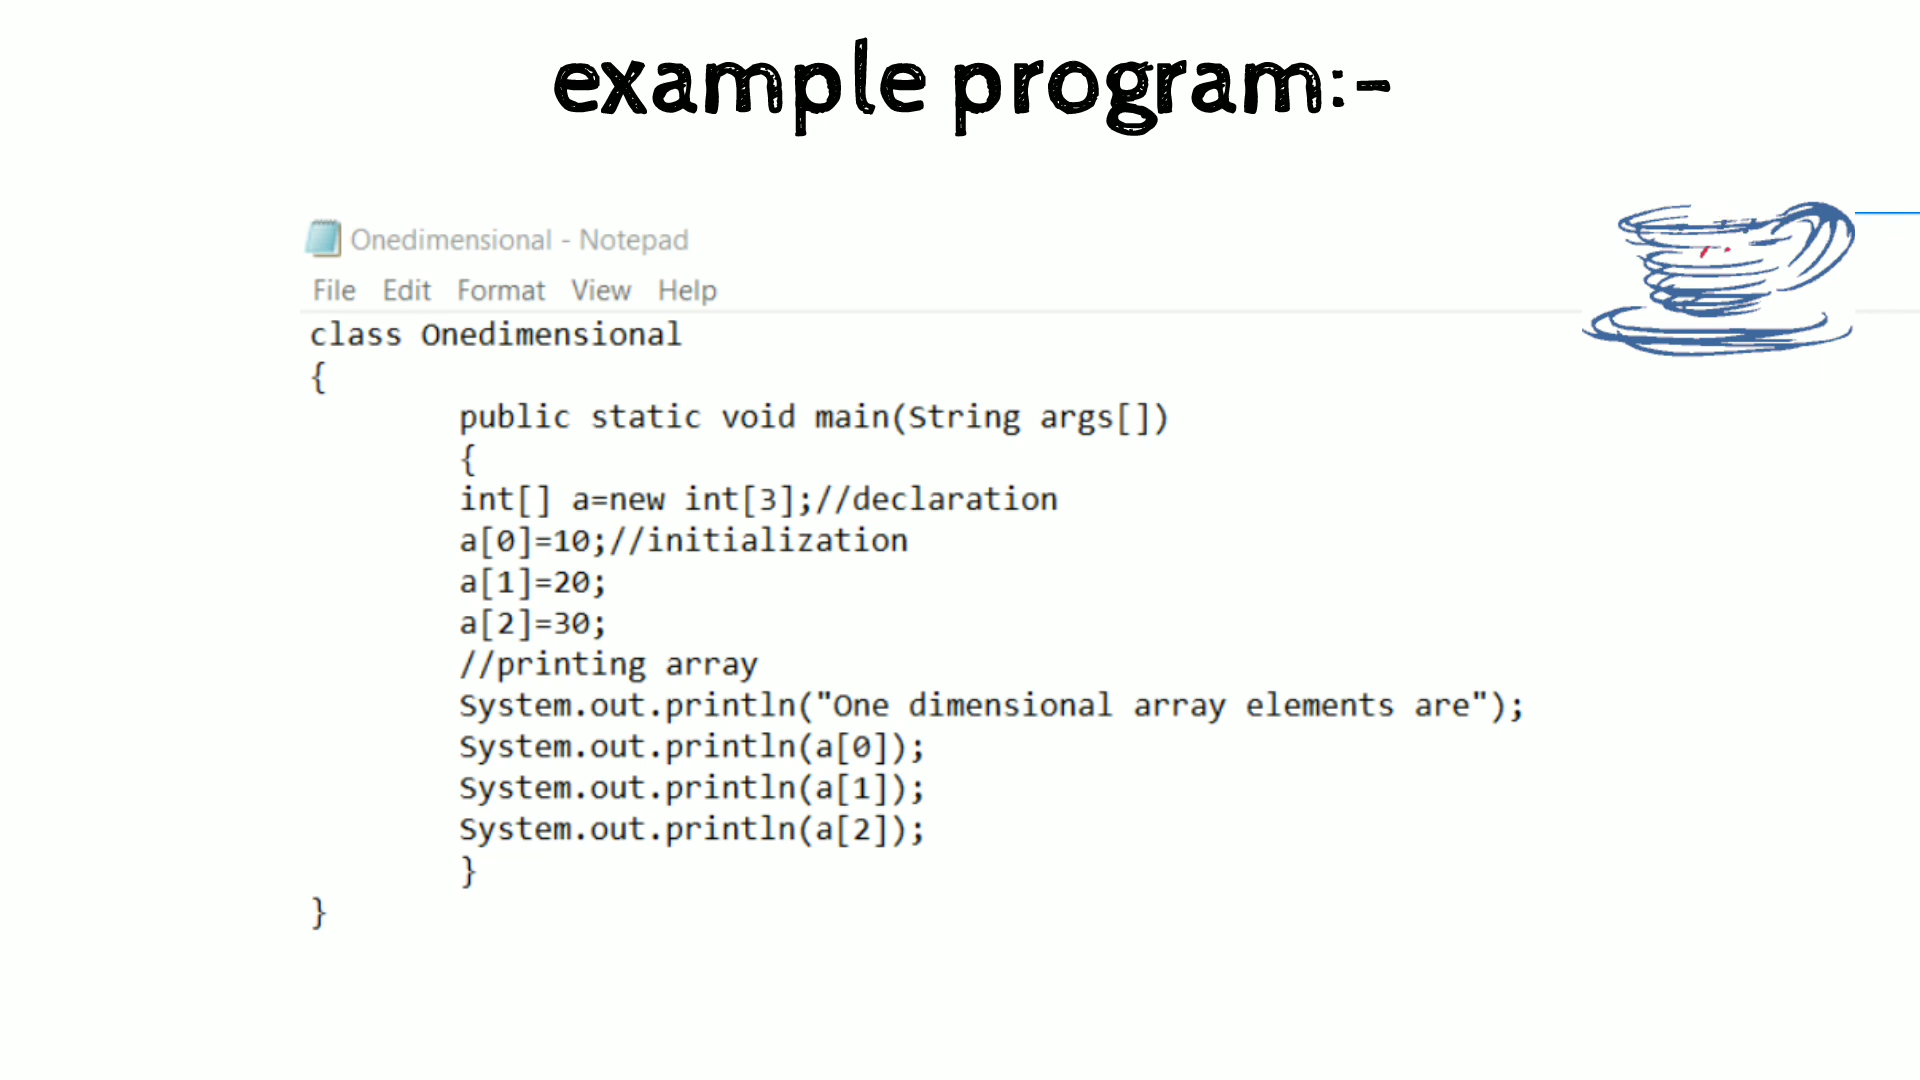 example program:-
Onedimensional - Notepad
File Edit Format View Help
class Onedimensional
{
public static void main(String args[])
{
int[] a=new int[3];//declaration
a[0]=10;//initialization
a[1]=20;
a[2]=30;
//printing array
System.out.println("One dimensional array elements are");
System.out.println(a[0]);
System.out.println(a[1]);
System.out.println(a[2]);
}
}